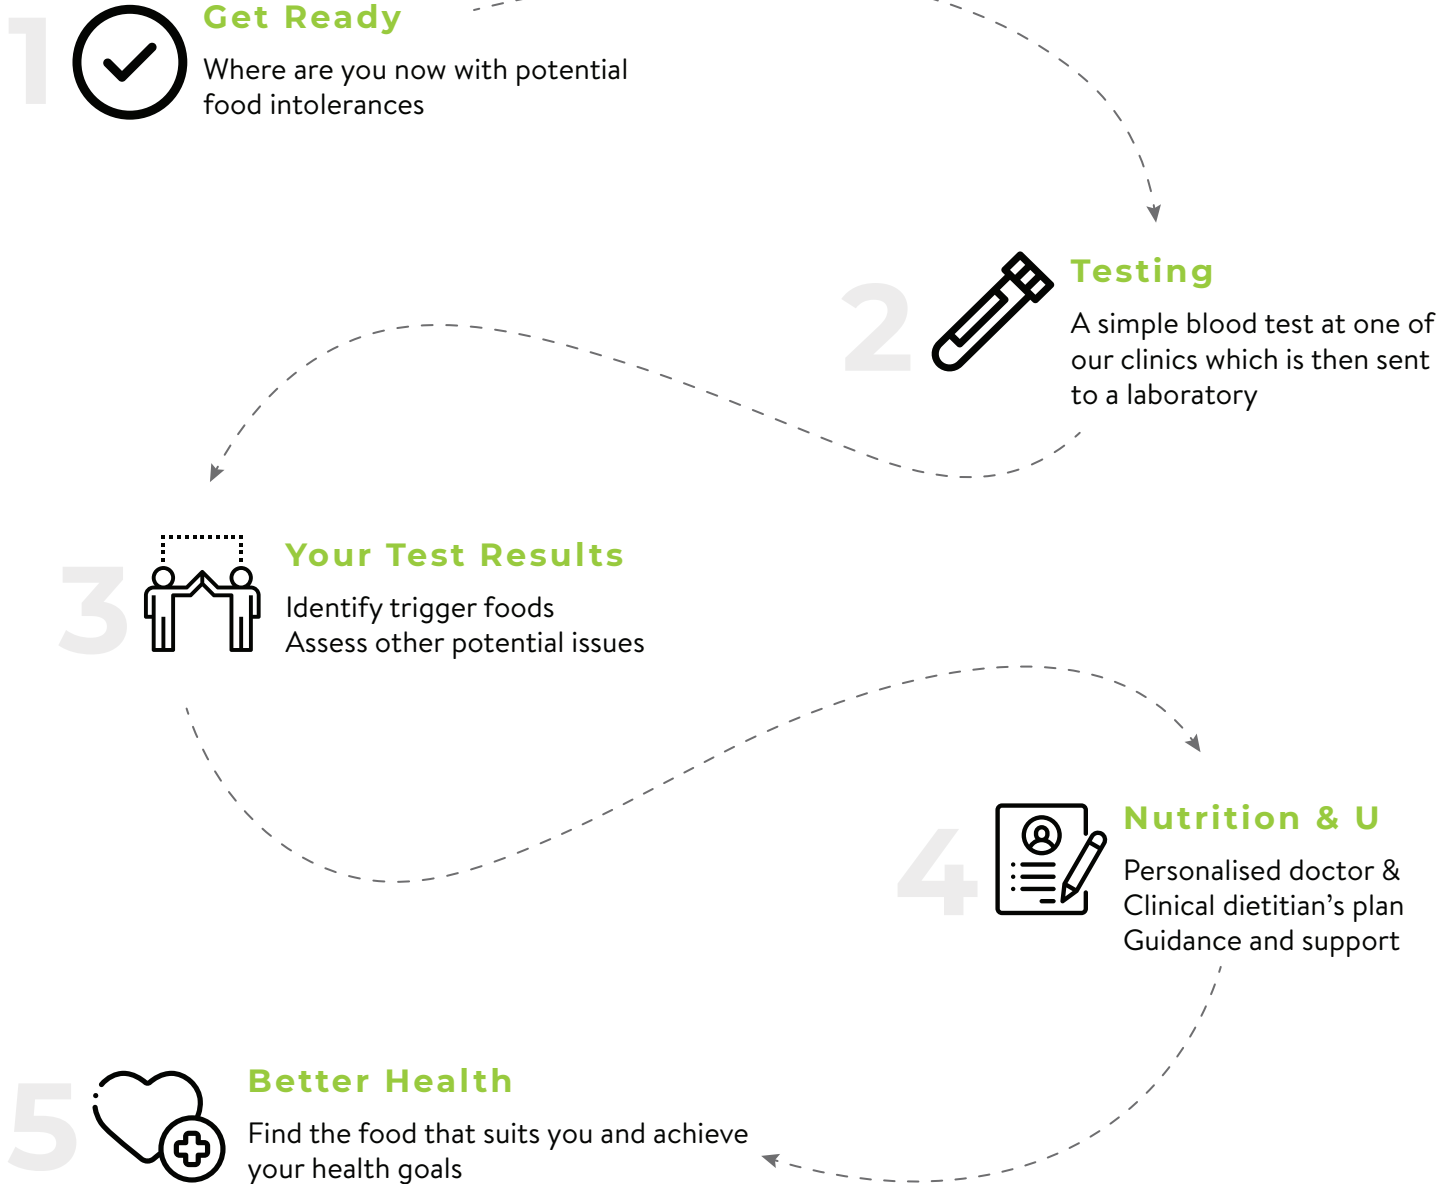 1
Get Ready
Where are you now with potential
food intolerances
2
Testing
A simple blood test at one of
our clinics which is then sent
to a laboratory
3
Your Test Results
Identify trigger foods
Assess other potential issues
4
Nutrition & U
Personalised doctor &
Clinical dietitian’s plan
Guidance and support
5
Better Health
Find the food that suits you and achieve
your health goals